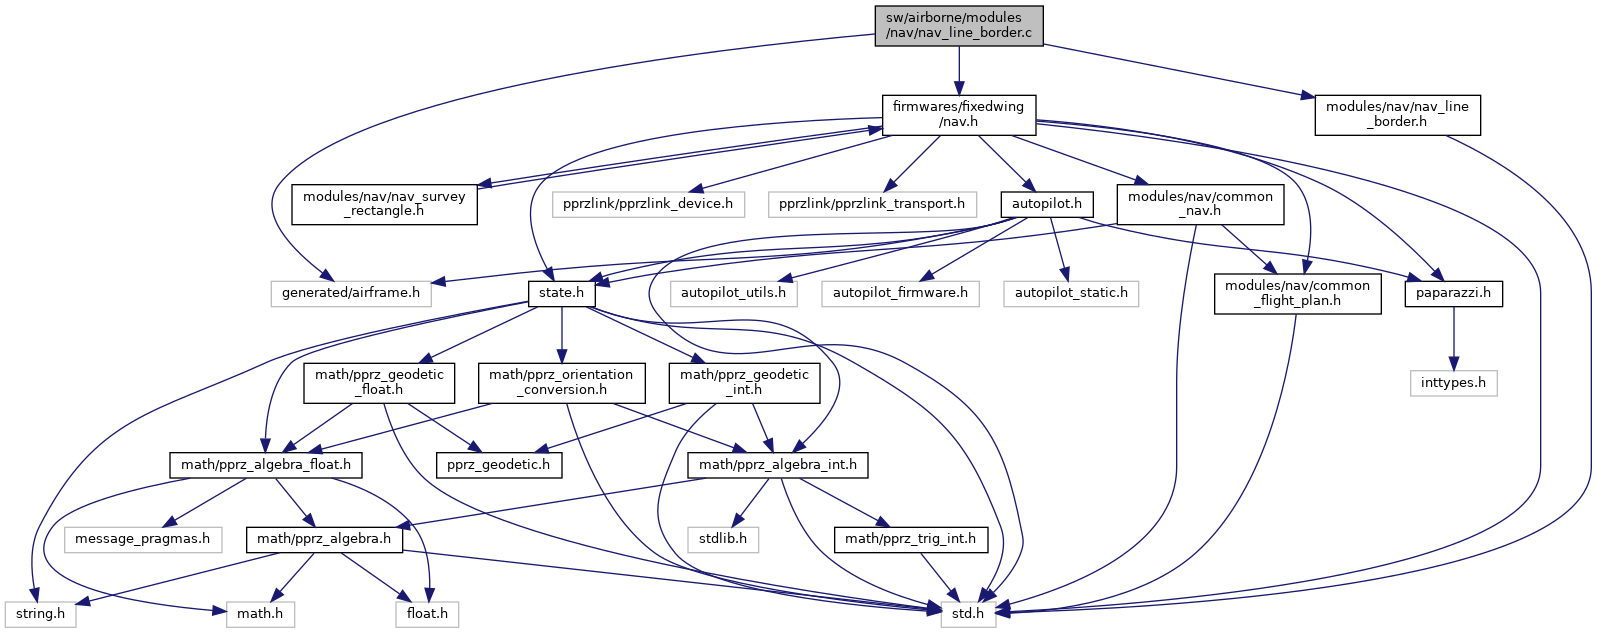 sw/airborne/modules
/nav/nav_line_border.c
firmwares/fixedwing
/nav.h
modules/nav/nav_line
_border.h
modules/nav/nav_survey
_rectangle.h
pprzlink/pprzlink_device.h
pprzlink/pprzlink_transport.h
autopilot.h
modules/nav/common
_nav.h
generated/airframe.h
state.h
autopilot_utils.h
autopilot_firmware.h
autopilot_static.h
modules/nav/common
_flight_plan.h
paparazzi.h
math/pprz_geodetic
_float.h
math/pprz_orientation
_conversion.h
math/pprz_geodetic
_int.h
inttypes.h
math/pprz_algebra_float.h
pprz_geodetic.h
math/pprz_algebra_int.h
message_pragmas.h
math/pprz_algebra.h
stdlib.h
math/pprz_trig_int.h
string.h
math.h
float.h
std.h